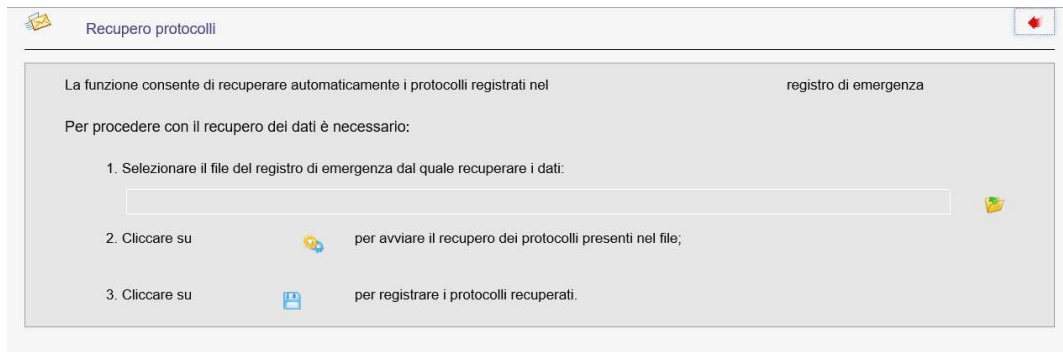 Recupero protocolli
La funzione consente di recuperare automaticamente i protocolli registrati nel registro di emergenza
Per procedere con il recupero dei dati è necessario:
1. Selezionare il file del registro di emergenza dal quale recuperare i dati:
2. Cliccare su per avviare il recupero dei protocolli presenti nel file;
3. Cliccare su per registrare i protocolli recuperati.